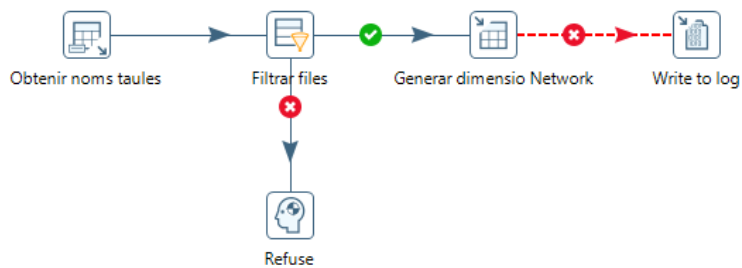 Obtenir noms taules
Filtrar files
Generar dimensio Network
Write to log
Refuse